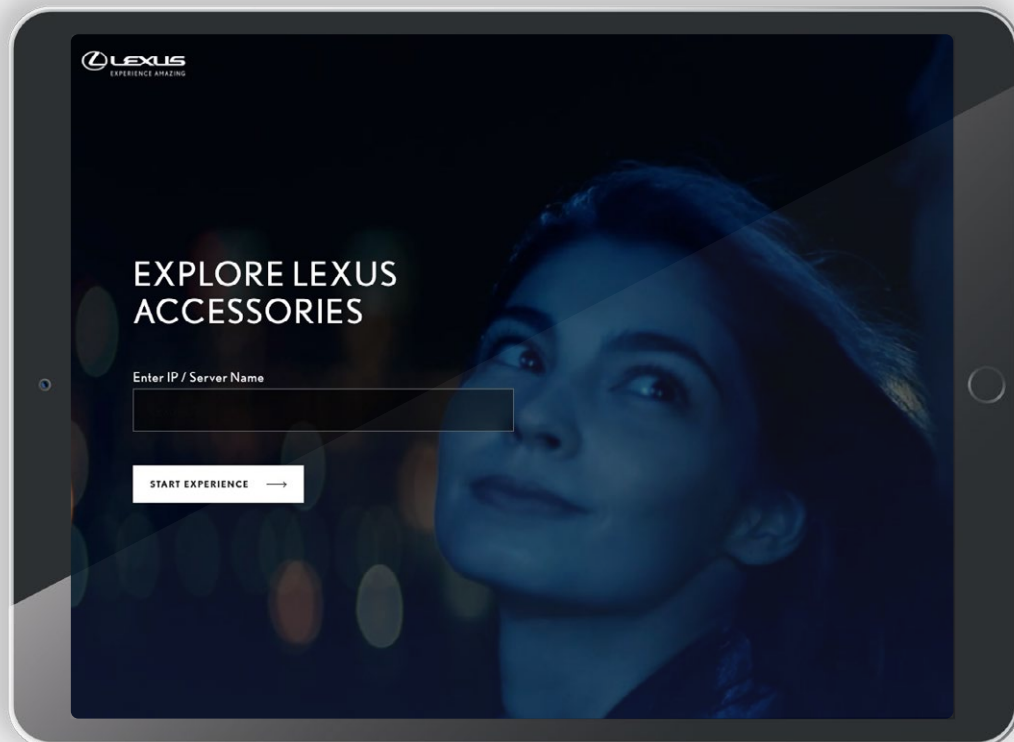 LEXUS
EXPERIENCE AMAZING
EXPLORE LEXUS
ACCESSORIES
Enter IP / Server Name
START EXPERIENCE